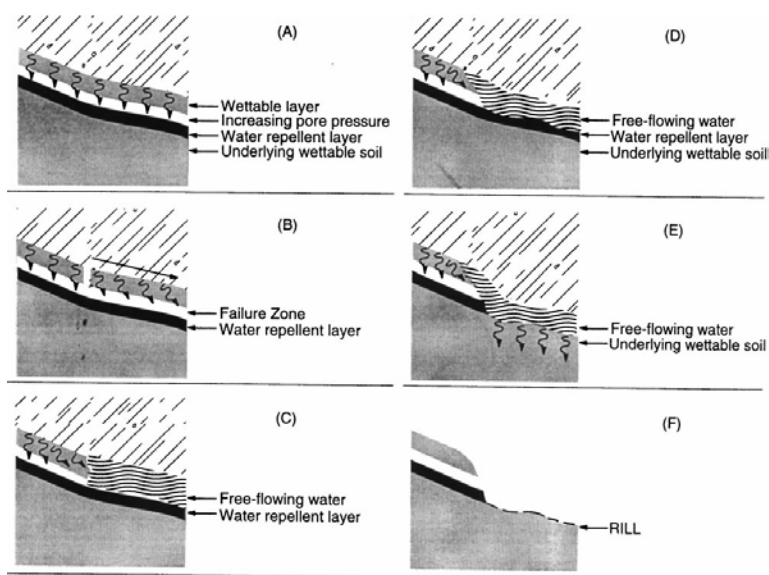 (A)
Wettable layer
Increasing pore pressure
Water repellent layer
Underlying wettable soil
(B)
Failure Zone
Water repellent layer
(C)
Free-flowing water
Water repellent layer
(D)
Free-flowing water
Water repellent layer
Underlying wettable soil
(E)
Free-flowing water
Underlying wettable soil
(F)
RILL